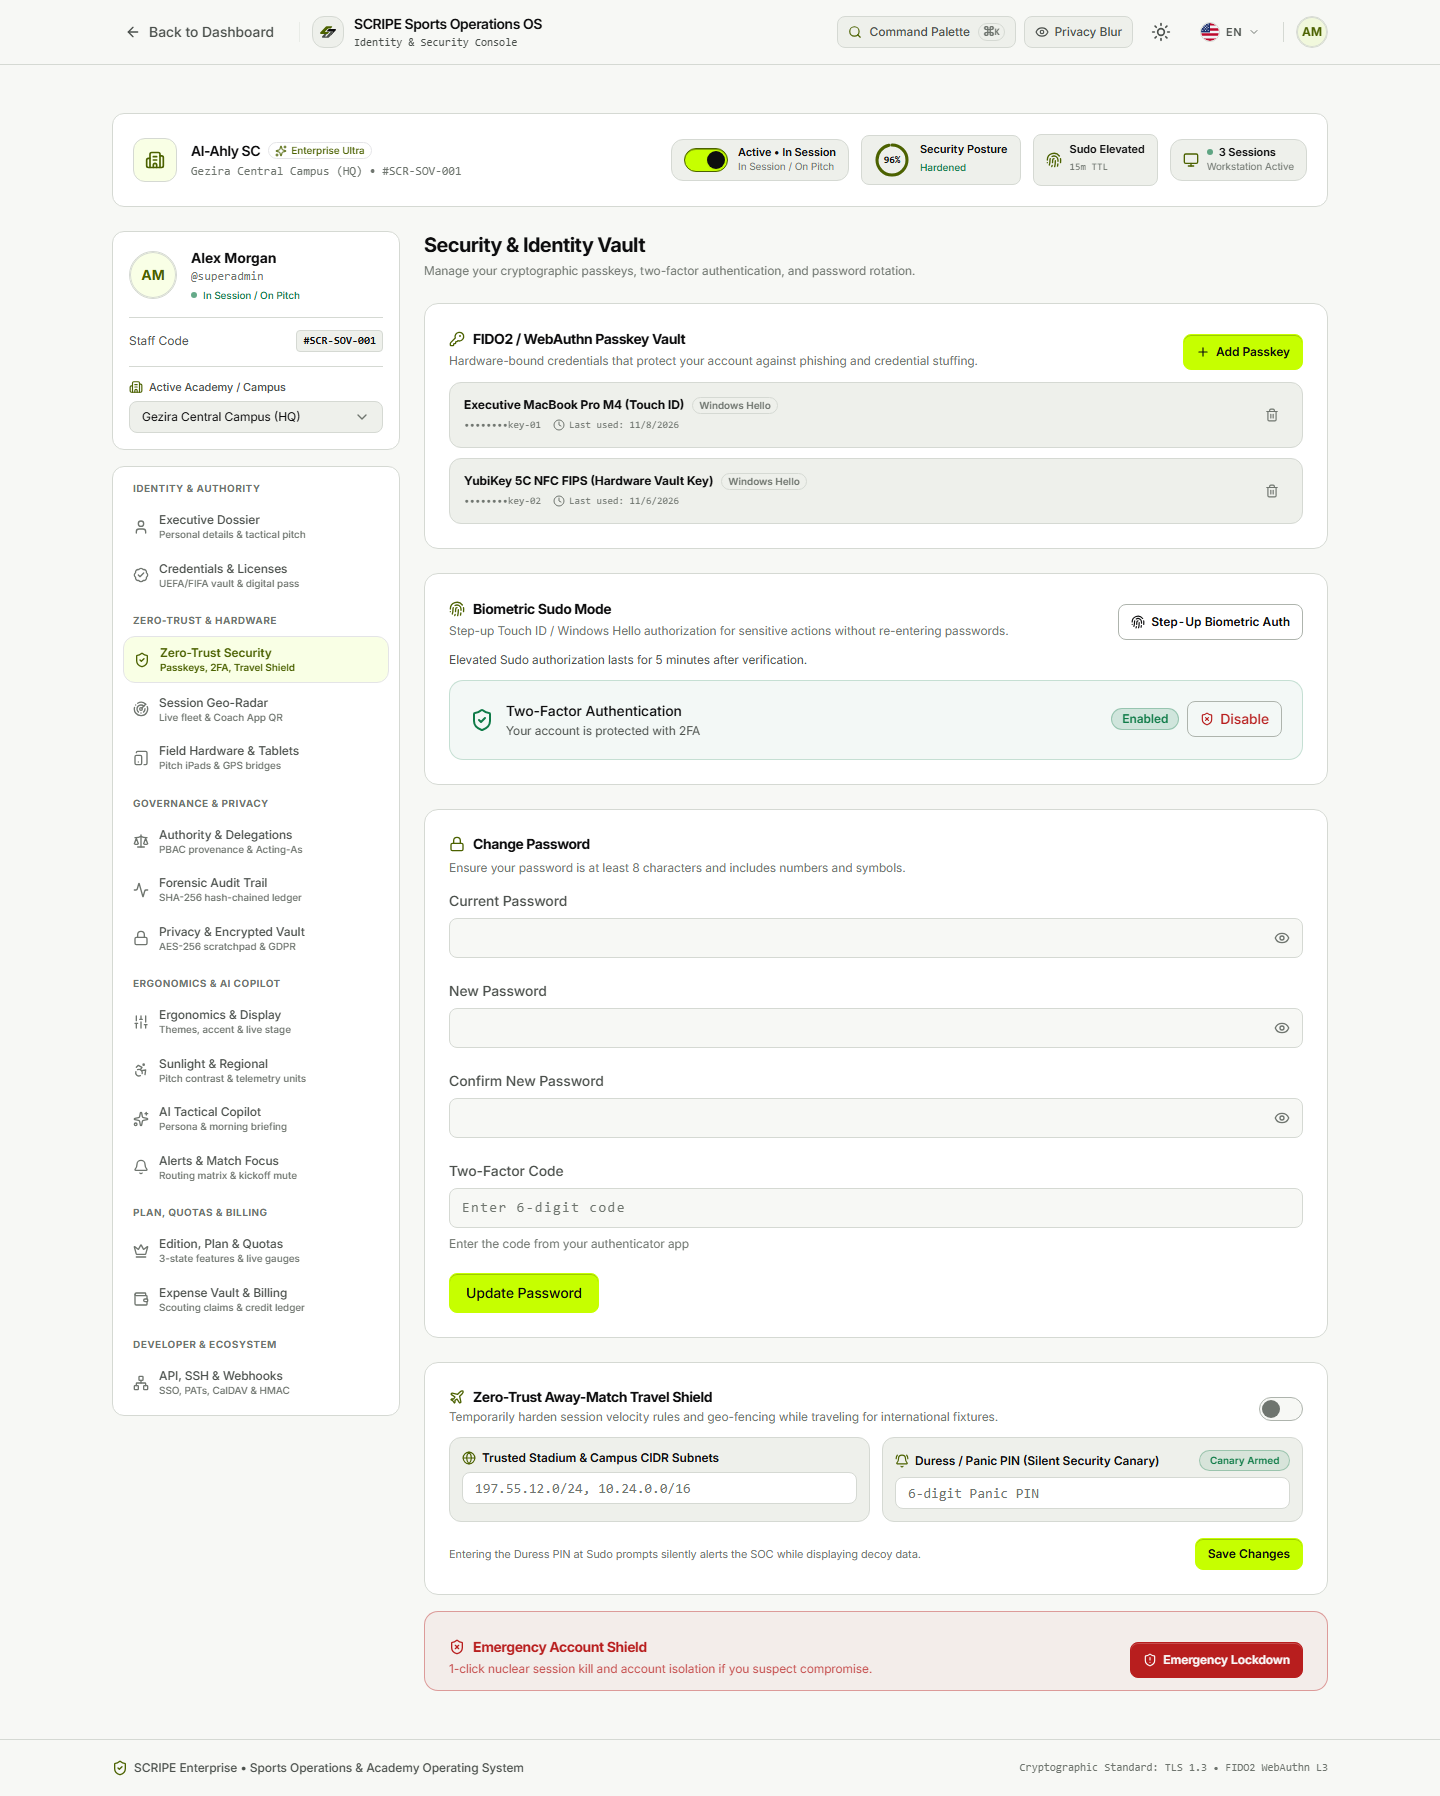 Back to Dashboard
SCRIPE Sports Operations OS
Identity & Security Console
Command Palette ⌘K
Privacy Blur
EN
AM
Al-Ahly SC
Enterprise Ultra
Gezira Central Campus (HQ) • #SCR-SOV-001
Active • In Session
In Session / On Pitch
96%
Security Posture
Hardened
Sudo Elevated
15m TTL
3 Sessions
Workstation Active
AM
Alex Morgan
@superadmin
In Session / On Pitch
Staff Code
#SCR-SOV-001
Active Academy / Campus
Gezira Central Campus (HQ)
IDENTITY & AUTHORITY
Executive Dossier
Personal details & tactical pitch
Credentials & Licenses
UEFA/FIFA vault & digital pass
ZERO-TRUST & HARDWARE
Zero-Trust Security
Passkeys, 2FA, Travel Shield
Session Geo-Radar
Live fleet & Coach App QR
Field Hardware & Tablets
Pitch iPads & GPS bridges
GOVERNANCE & PRIVACY
Authority & Delegations
PBAC provenance & Acting-As
Forensic Audit Trail
SHA-256 hash-chained ledger
Privacy & Encrypted Vault
AES-256 scratchpad & GDPR
ERGONOMICS & AI COPILOT
Ergonomics & Display
Themes, accent & live stage
Sunlight & Regional
Pitch contrast & telemetry units
AI Tactical Copilot
Persona & morning briefing
Alerts & Match Focus
Routing matrix & kickoff mute
PLAN, QUOTAS & BILLING
Edition, Plan & Quotas
3-state features & live gauges
Expense Vault & Billing
Scouting claims & credit ledger
DEVELOPER & ECOSYSTEM
API, SSH & Webhooks
SSO, PATs, CalDAV & HMAC
Security & Identity Vault
Manage your cryptographic passkeys, two-factor authentication, and password rotation.
FIDO2 / WebAuthn Passkey Vault
Hardware-bound credentials that protect your account against phishing and credential stuffing.
Add Passkey
Executive MacBook Pro M4 (Touch ID)
Windows Hello
••••••••key-01
Last used: 11/8/2026
YubiKey 5C NFC FIPS (Hardware Vault Key)
Windows Hello
••••••••key-02
Last used: 11/6/2026
Biometric Sudo Mode
Step-up Touch ID / Windows Hello authorization for sensitive actions without re-entering passwords.
Step-Up Biometric Auth
Elevated Sudo authorization lasts for 5 minutes after verification.
Two-Factor Authentication
Your account is protected with 2FA
Enabled
Disable
Change Password
Ensure your password is at least 8 characters and includes numbers and symbols.
Current Password
New Password
Confirm New Password
Two-Factor Code
Enter 6-digit code
Enter the code from your authenticator app
Update Password
Zero-Trust Away-Match Travel Shield
Temporarily harden session velocity rules and geo-fencing while traveling for international fixtures.
Trusted Stadium & Campus CIDR Subnets
197.55.12.0/24, 10.24.0.0/16
Duress / Panic PIN (Silent Security Canary)
Canary Armed
6-digit Panic PIN
Entering the Duress PIN at Sudo prompts silently alerts the SOC while displaying decoy data.
Save Changes
Emergency Account Shield
1-click nuclear session kill and account isolation if you suspect compromise.
Emergency Lockdown
SCRIPE Enterprise • Sports Operations & Academy Operating System
Cryptographic Standard: TLS 1.3 • FIDO2 WebAuthn L3